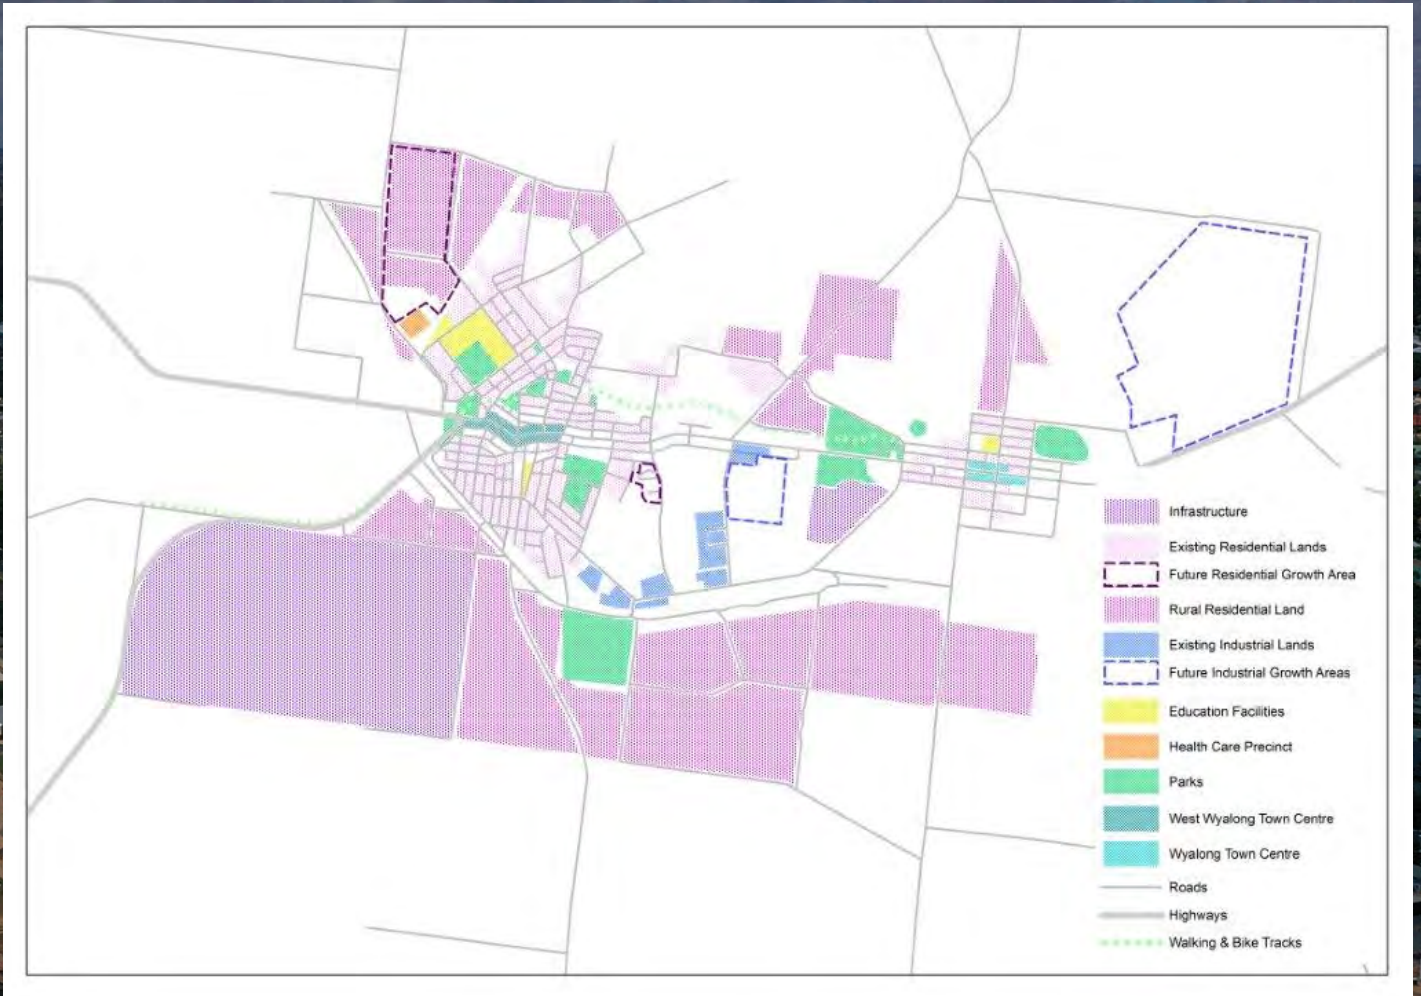 Infrastructure
Existing Residential Lands
Future Residential Growth Area
Rural Residential Land
Existing Industrial Lands
Future Industrial Growth Areas
Education Facilities
Health Care Precinct
Parks
West Wyalong Town Centre
Wyalong Town Centre
Roads
Highways
Walking & Bike Tracks